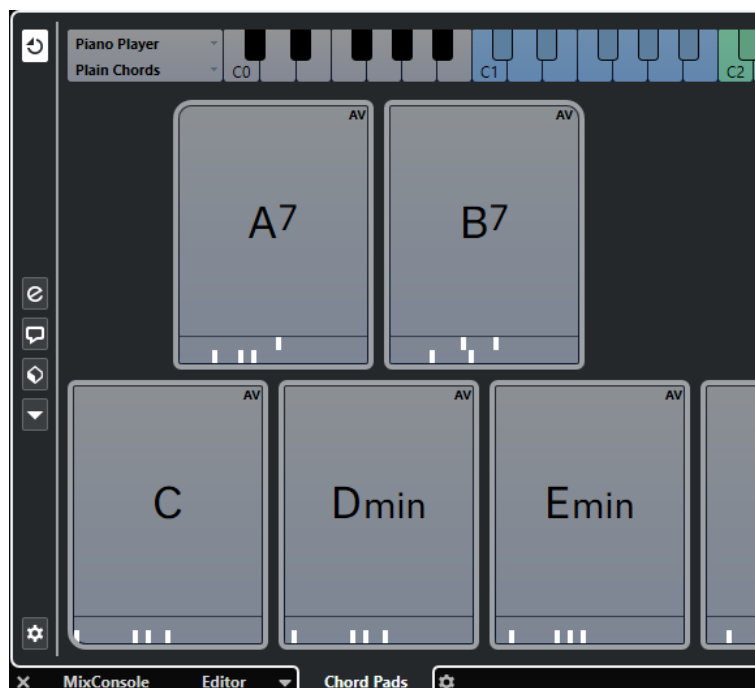 Piano Player
Plain Chords
C0
C1
C2
AV
A7
AV
B7
AV
C
AV
Dmin
AV
Emin
MixConsole
Editor
Chord Pads